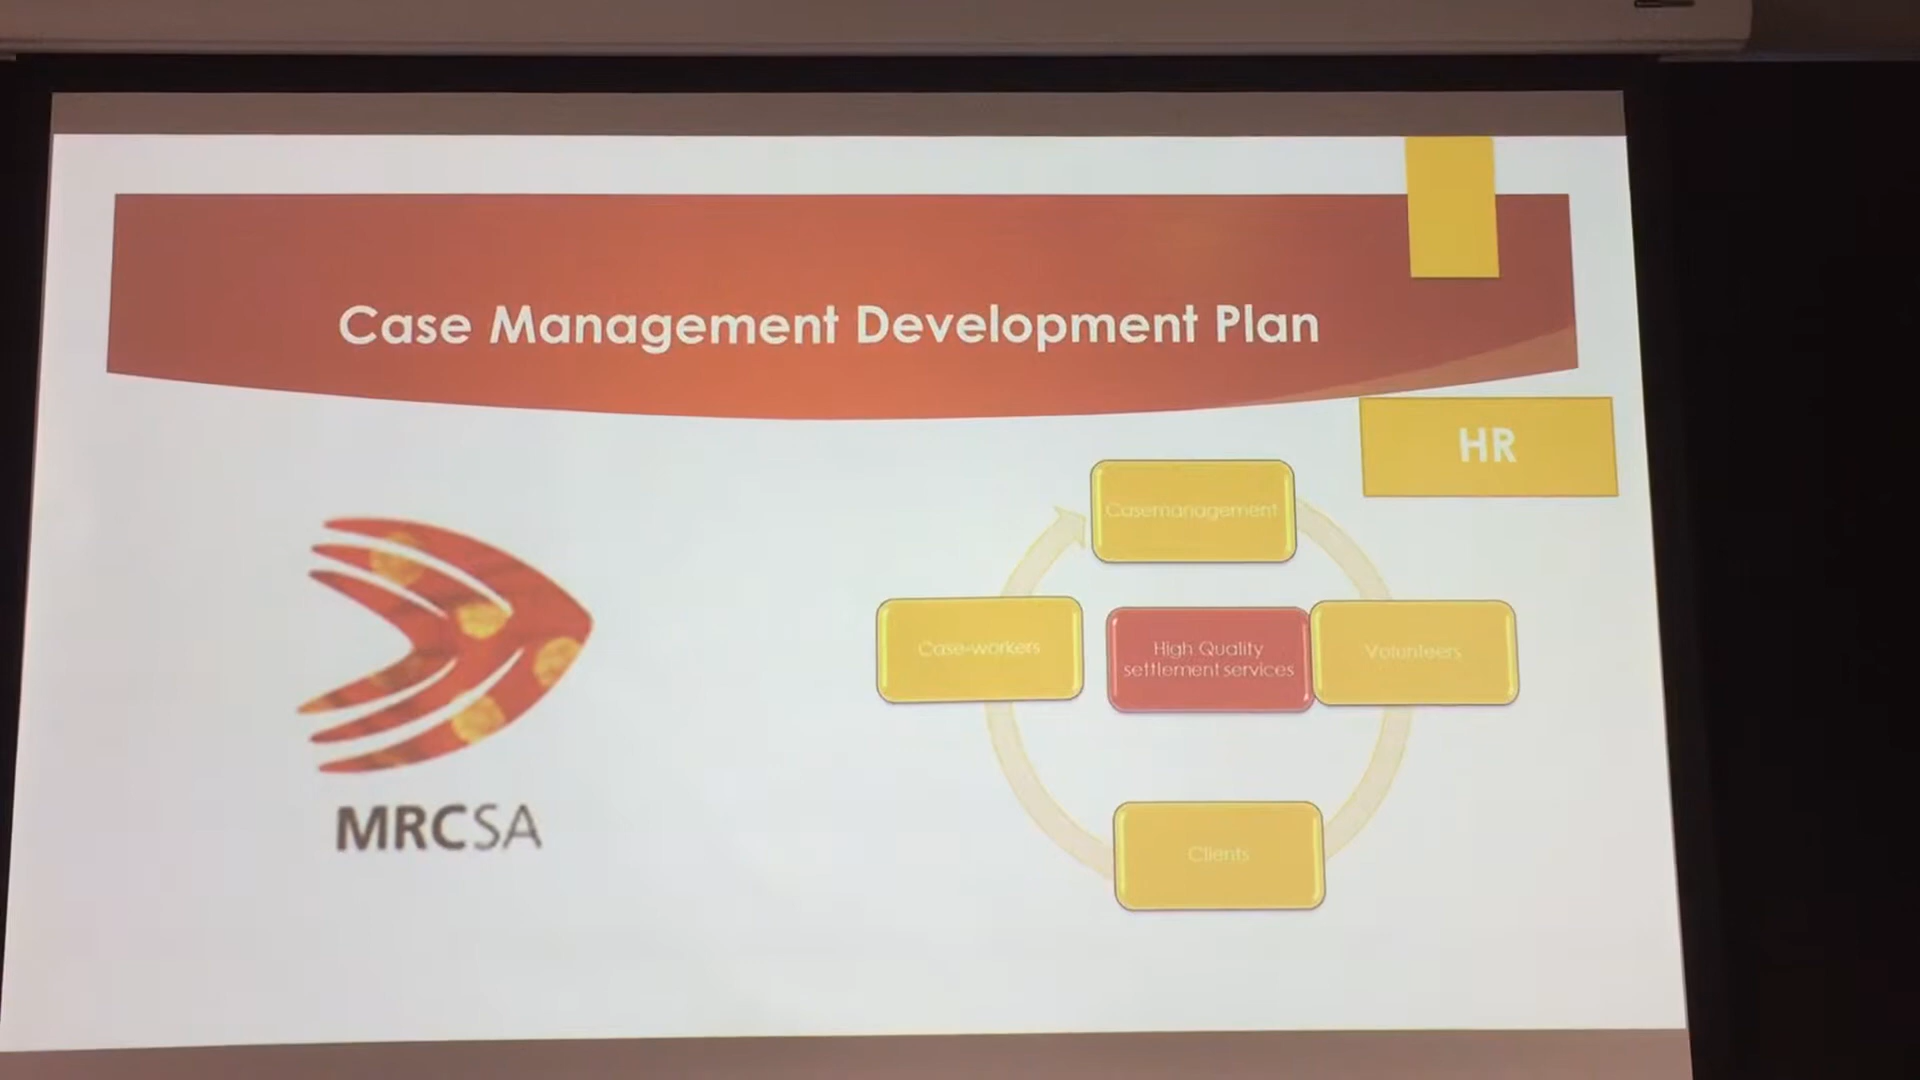 Case Management Development Plan
HR
Casemanagement
Case-workers
High Quality
settlement services
Volunteers
Clients
MRCSA